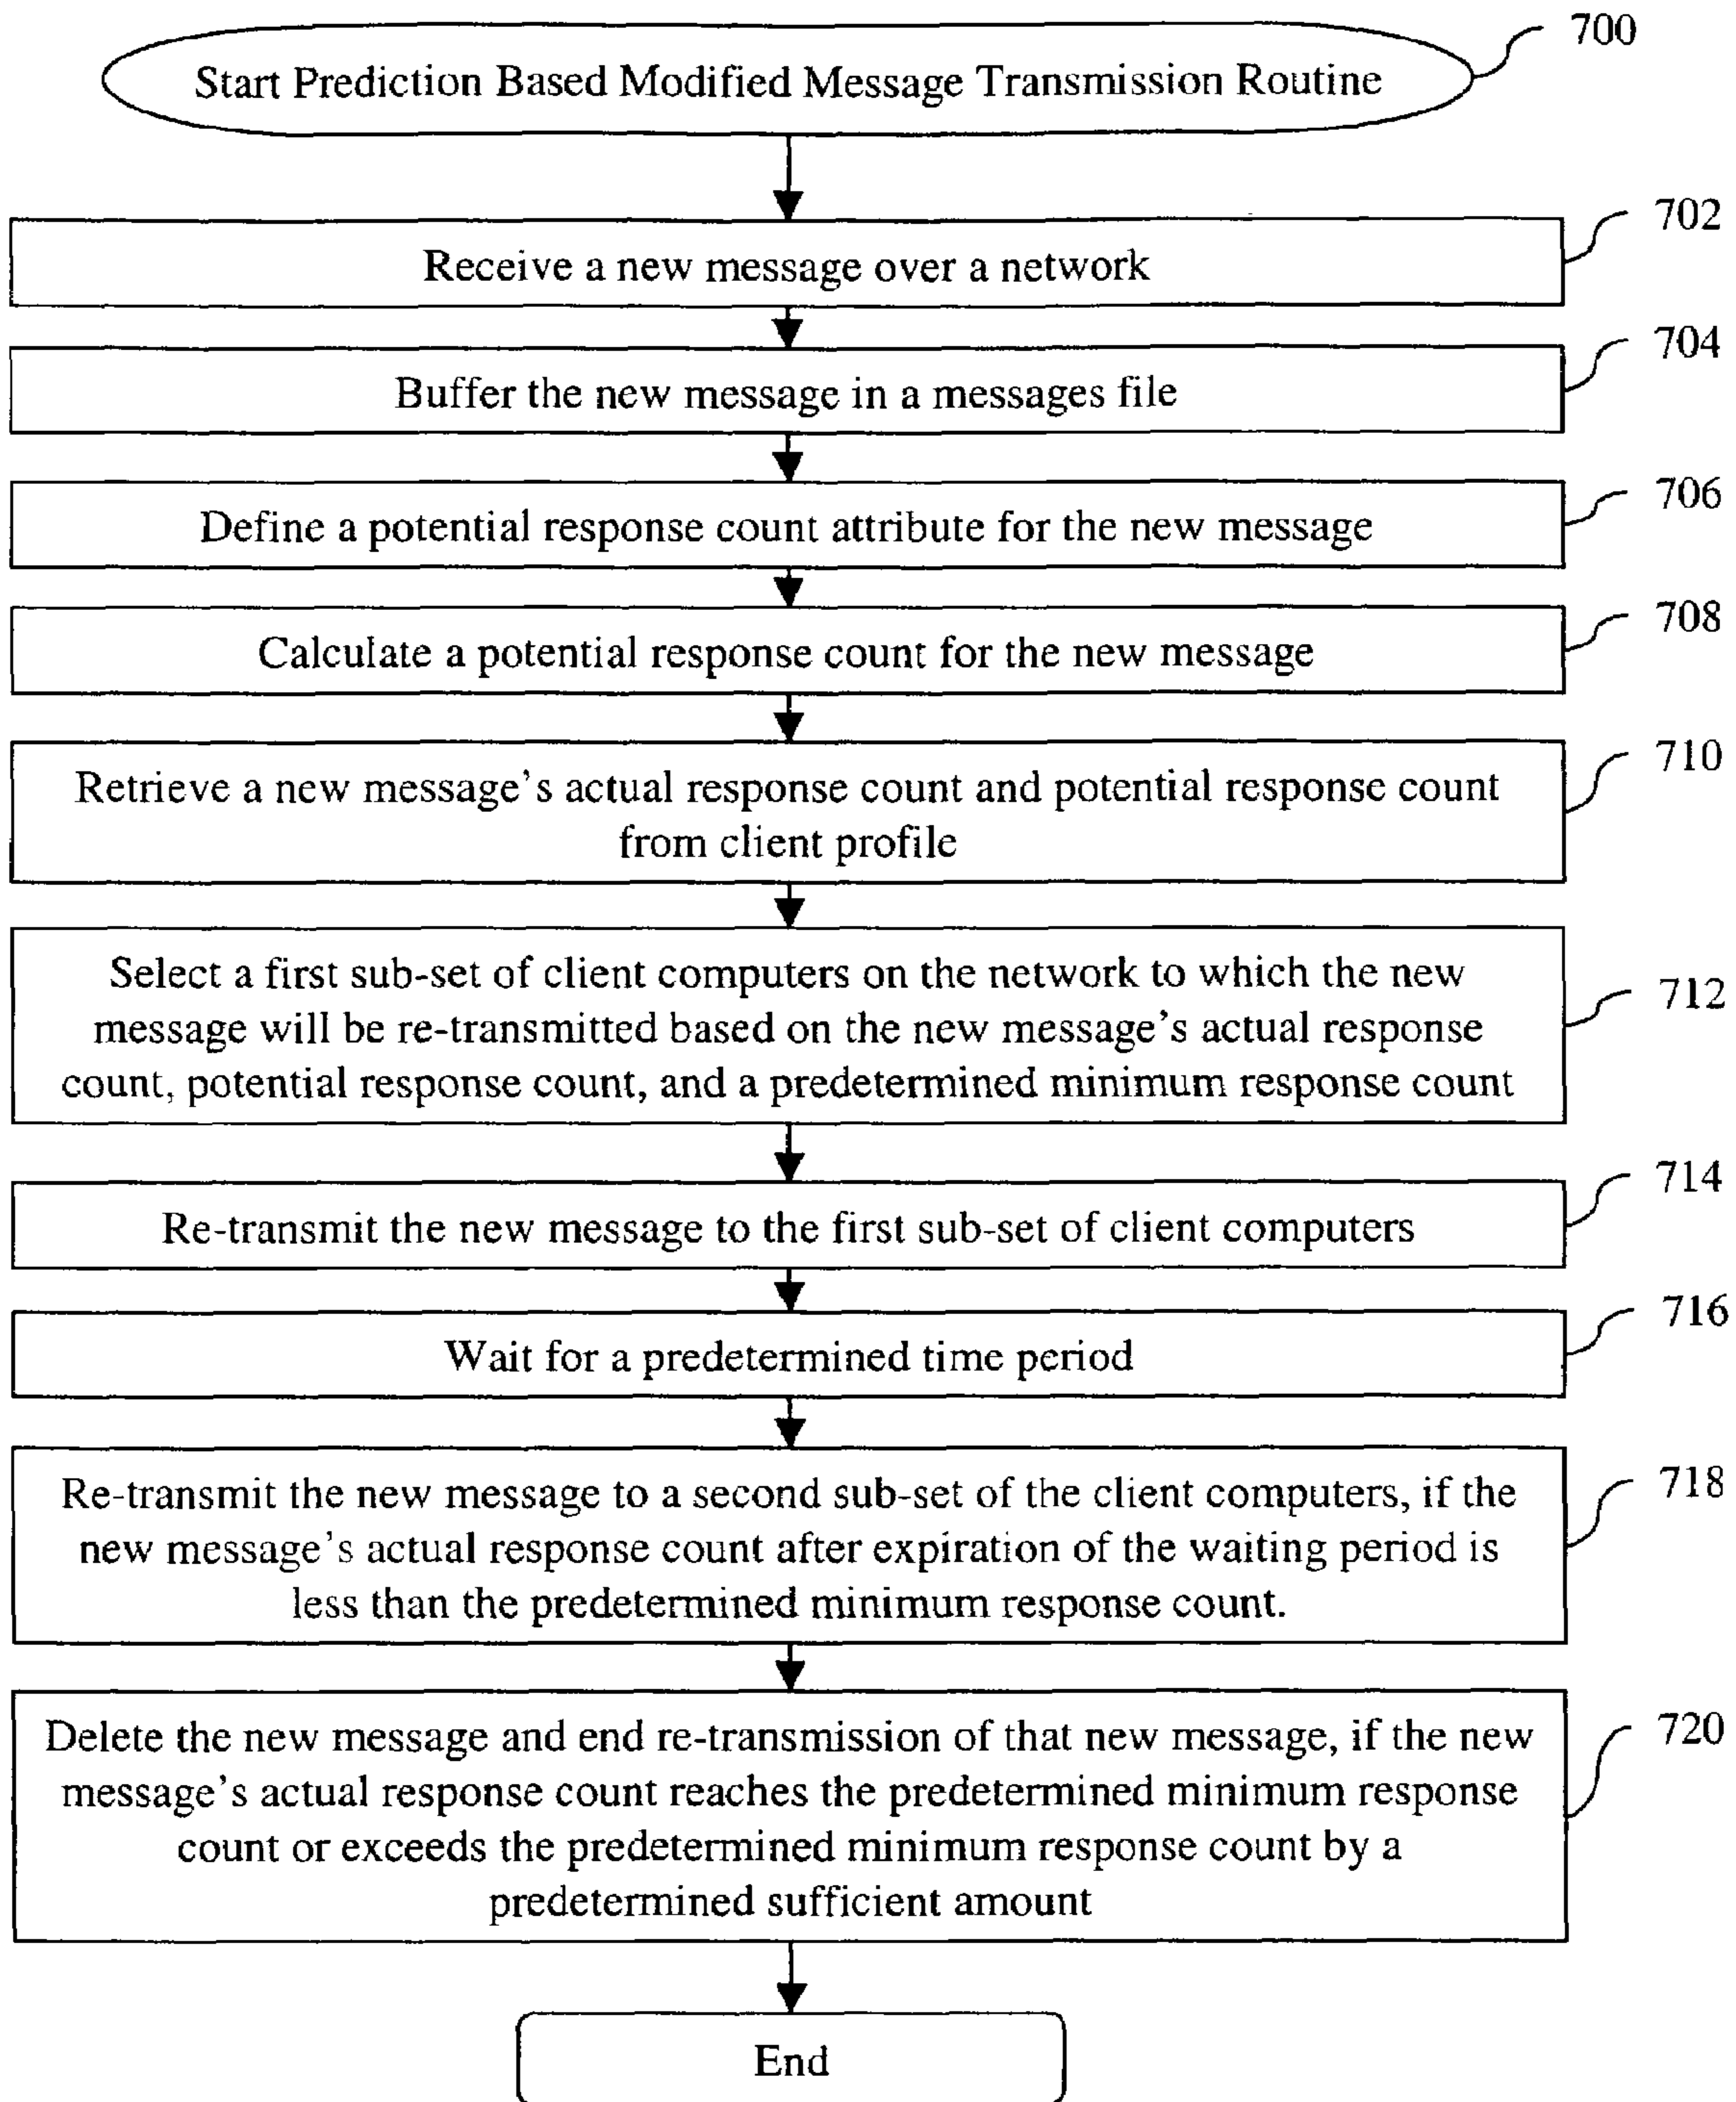 700
Start Prediction Based Modified Message Transmission Routine
702
Receive a new message over a network
704
Buffer the new message in a messages file
706
Define a potential response count attribute for the new message
708
Calculate a potential response count for the new message
710
Retrieve a new message's actual response count and potential response count
from client profile
712
Select a first sub-set of client computers on the network to which the new
message will be re-transmitted based on the new message's actual response
count, potential response count, and a predetermined minimum response count
714
Re-transmit the new message to the first sub-set of client computers
716
Wait for a predetermined time period
718
Re-transmit the new message to a second sub-set of the client computers, if the
new message's actual response count after expiration of the waiting period is
less than the predetermined minimum response count.
720
Delete the new message and end re-transmission of that new message, if the new
message's actual response count reaches the predetermined minimum response
count or exceeds the predetermined minimum response count by a
predetermined sufficient amount
End